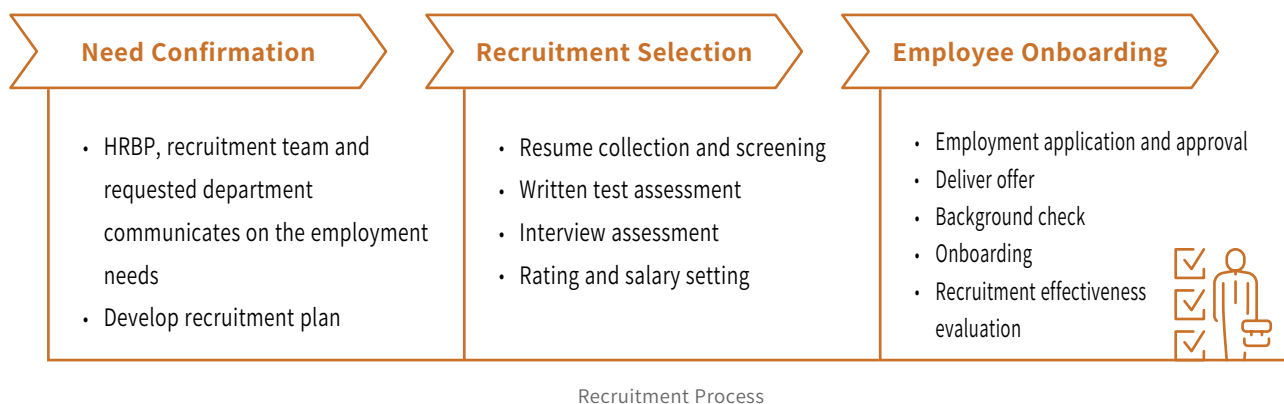 Need Confirmation
• HRBP, recruitment team and
requested department
communicates on the employment
needs
• Develop recruitment plan
Recruitment Selection
• Resume collection and screening
• Written test assessment
• Interview assessment
• Rating and salary setting
Employee Onboarding
• Employment application and approval
• Deliver offer
• Background check
• Onboarding
• Recruitment effectiveness
evaluation
Recruitment Process